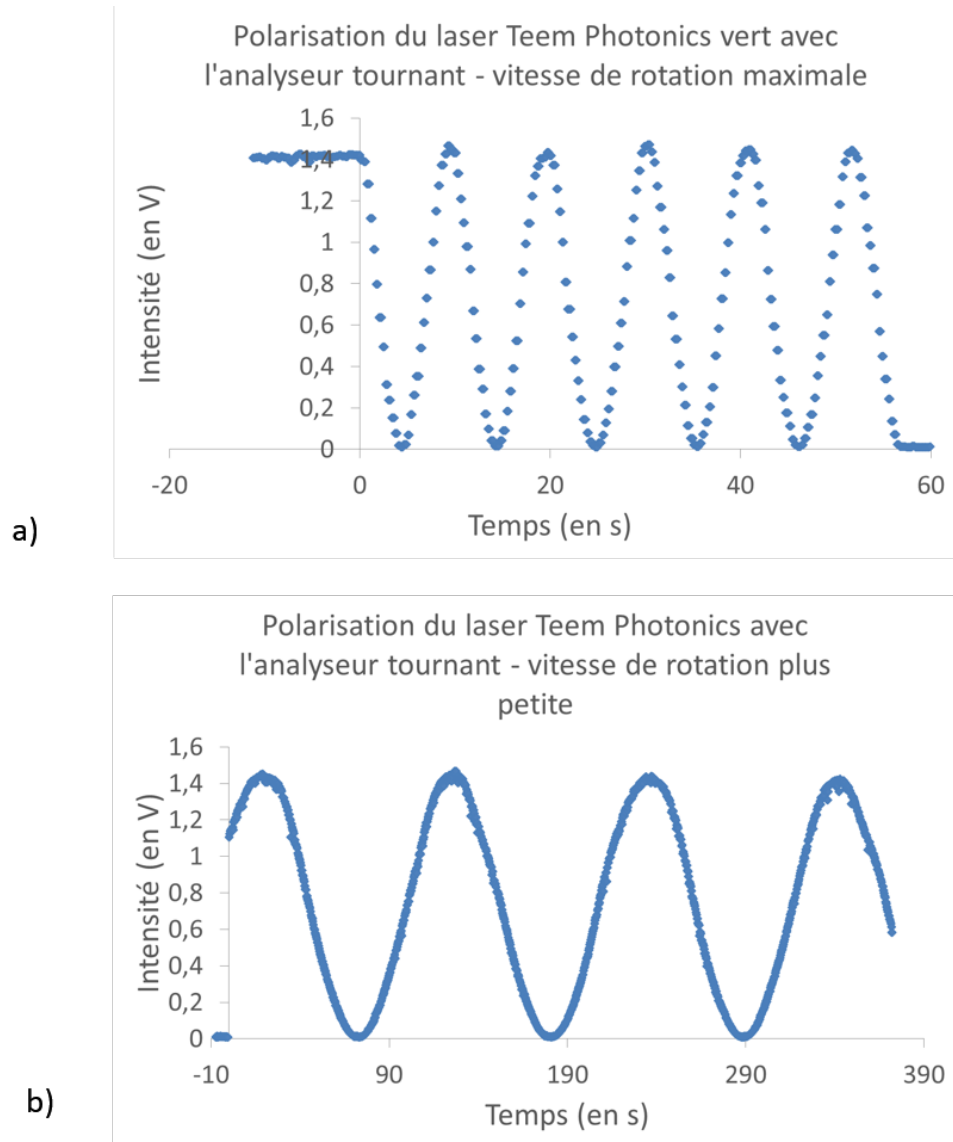 Polarisation du laser Teem Photonics vert avec
l'analyseur tournant - vitesse de rotation maximale
1,6
1,4
1,2
1
0,8
0,6
0,4
0,2
0
Intensité (en V)
-20 0 20 40 60
Temps (en s)
a)
Polarisation du laser Teem Photonics avec
l'analyseur tournant - vitesse de rotation plus
petite
1,6
1,4
1,2
1
0,8
0,6
0,4
0,2
0
Intensité (en V)
-10 90 190 290 390
Temps (en s)
b)